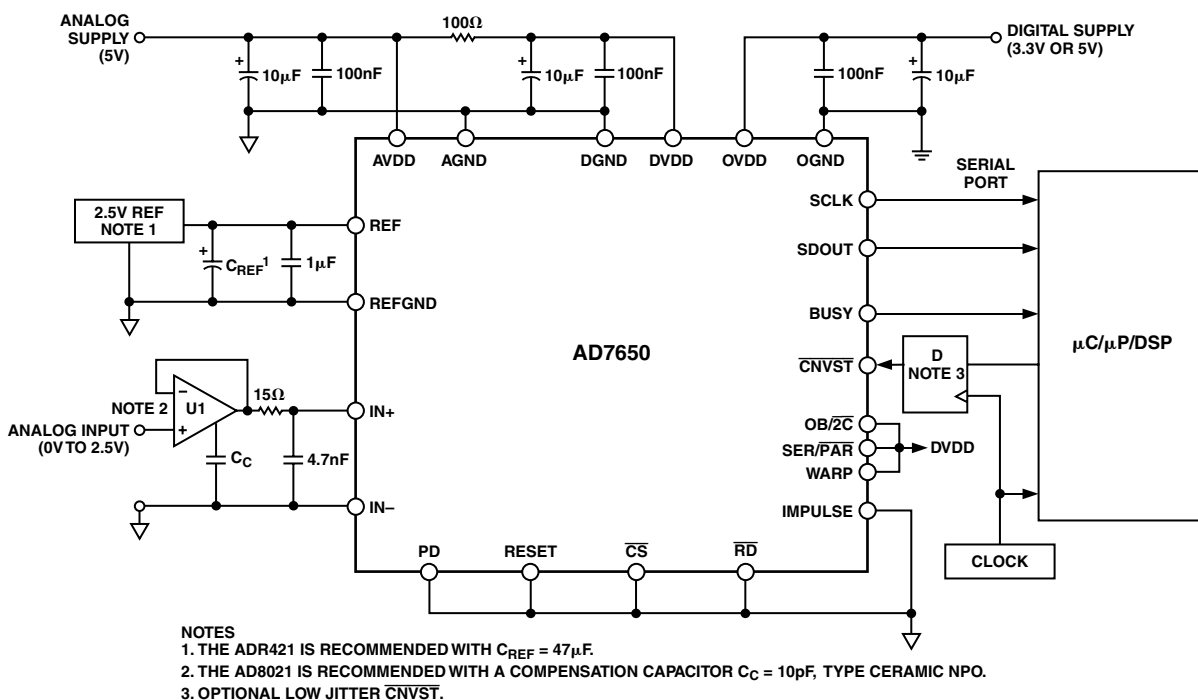 ANALOG
SUPPLY
(5V)
100Ω
DIGITAL SUPPLY
(3.3V OR 5V)
+
10μF
100nF
+
10μF
100nF
100nF
+
10μF
AVDD
AGND
DGND
DVDD
OVDD
OGND
SERIAL
PORT
2.5V REF
NOTE 1
+
CREF1
1μF
REF
REFGND
SCLK
SDOUT
BUSY
CNVST
D
NOTE 3
μC/μP/DSP
AD7650
NOTE 2
–
U1
+
15Ω
ANALOG INPUT
(0V TO 2.5V)
CC
4.7nF
IN+
IN–
OB/2C
SER/PAR
WARP
DVDD
IMPULSE
CLOCK
PD
RESET
CS
RD
NOTES
1. THE ADR421 IS RECOMMENDED WITH CREF = 47μF.
2. THE AD8021 IS RECOMMENDED WITH A COMPENSATION CAPACITOR CC = 10pF, TYPE CERAMIC NPO.
3. OPTIONAL LOW JITTER CNVST.